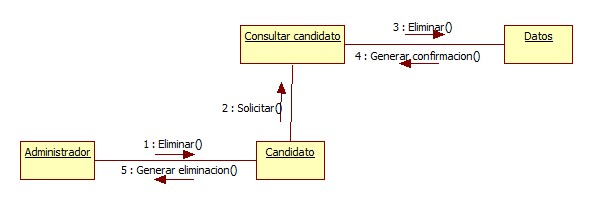 3 : Eliminar()
Consultar candidato
Datos
4 : Generar confirmacion()
2 : Solicitar()
1 : Eliminar()
Administrador
Candidato
5 : Generar eliminacion()